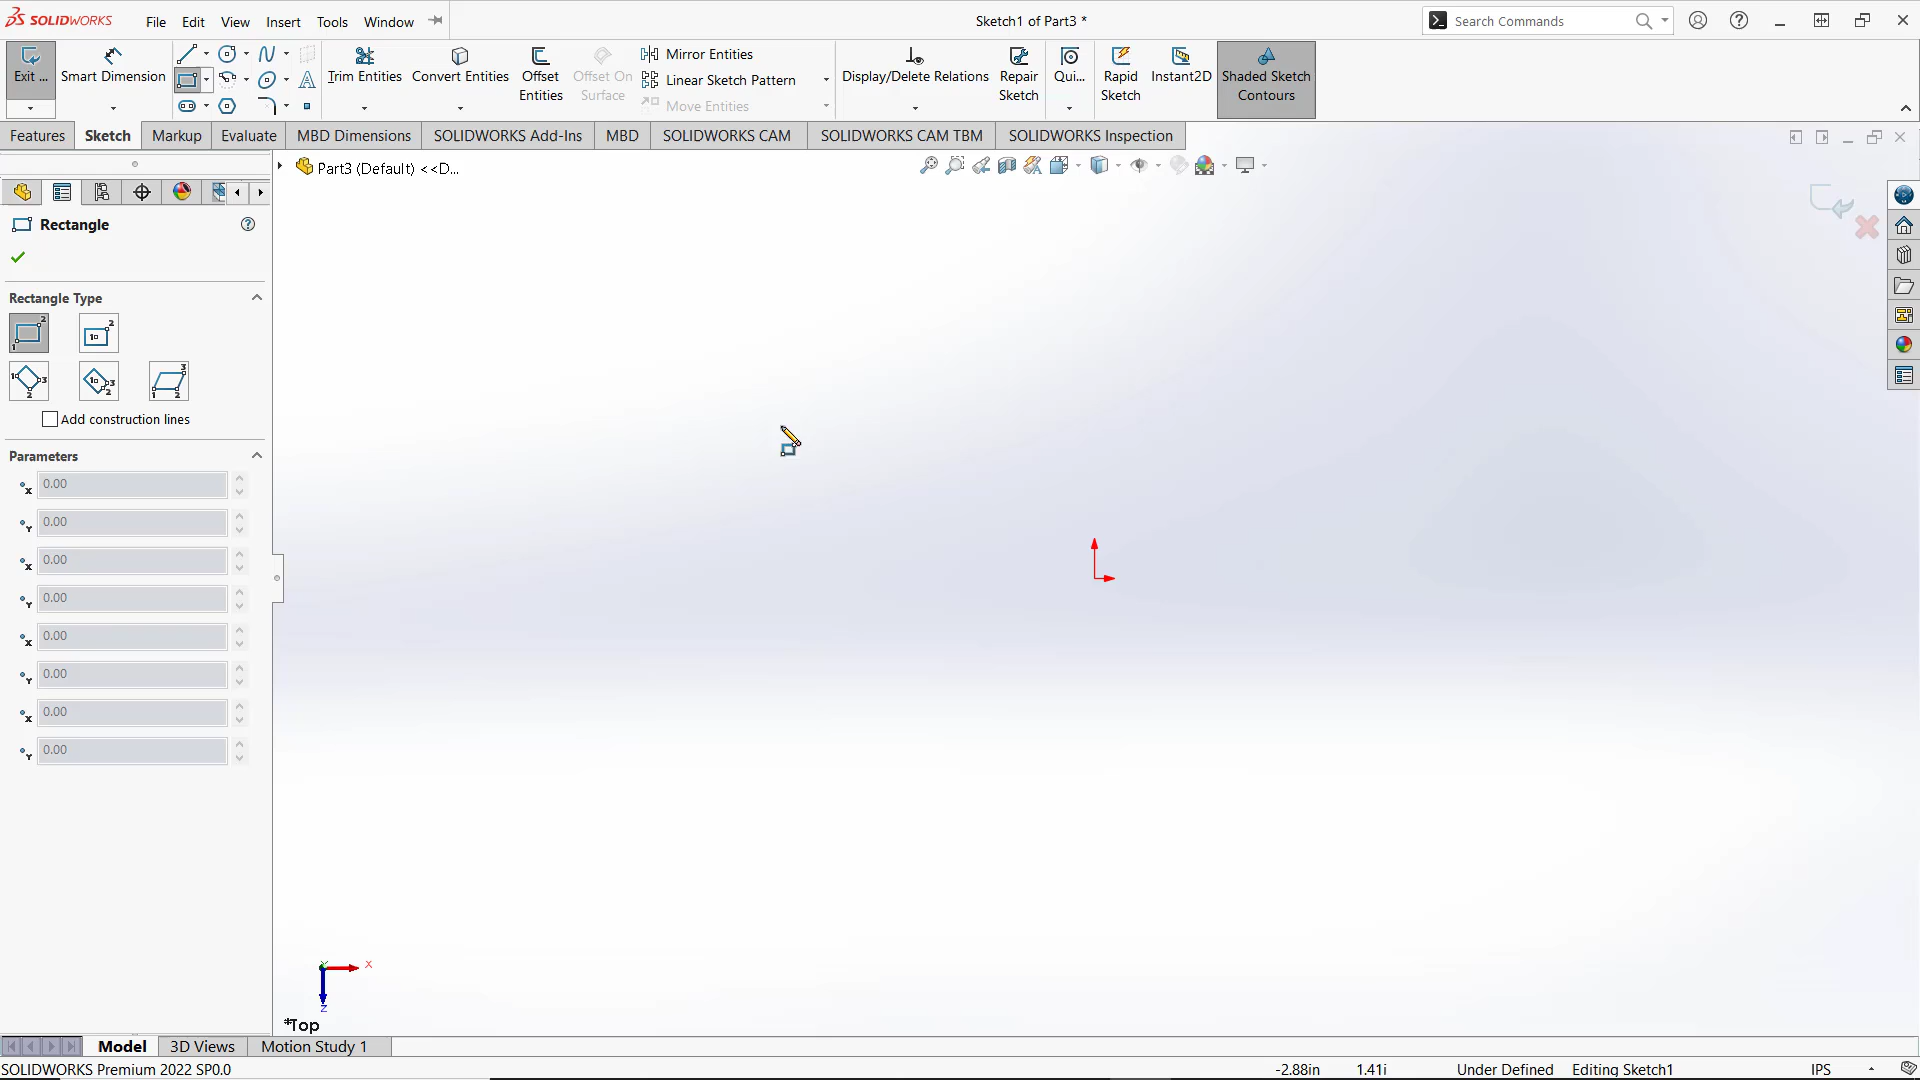 SOLIDWORKS File Edit View Insert Tools Window Sketch1 of Part3 * Search Commands
Exit ... Smart Dimension Trim Entities Convert Entities Offset Entities Offset On Surface Mirror Entities Linear Sketch Pattern Move Entities Display/Delete Relations Repair Sketch Qui... Rapid Sketch Instant2D Shaded Sketch Contours
Features Sketch Markup Evaluate MBD Dimensions SOLIDWORKS Add-Ins MBD SOLIDWORKS CAM SOLIDWORKS CAM TBM SOLIDWORKS Inspection
Part3 (Default) <<D...
Rectangle
Rectangle Type
Add construction lines
Parameters
x 0.00
Y 0.00
x 0.00
Y 0.00
x 0.00
Y 0.00
x 0.00
Y 0.00
Y X
Z
*Top
Model 3D Views Motion Study 1
SOLIDWORKS Premium 2022 SP0.0 -2.88in 1.41i Under Defined Editing Sketch1 IPS